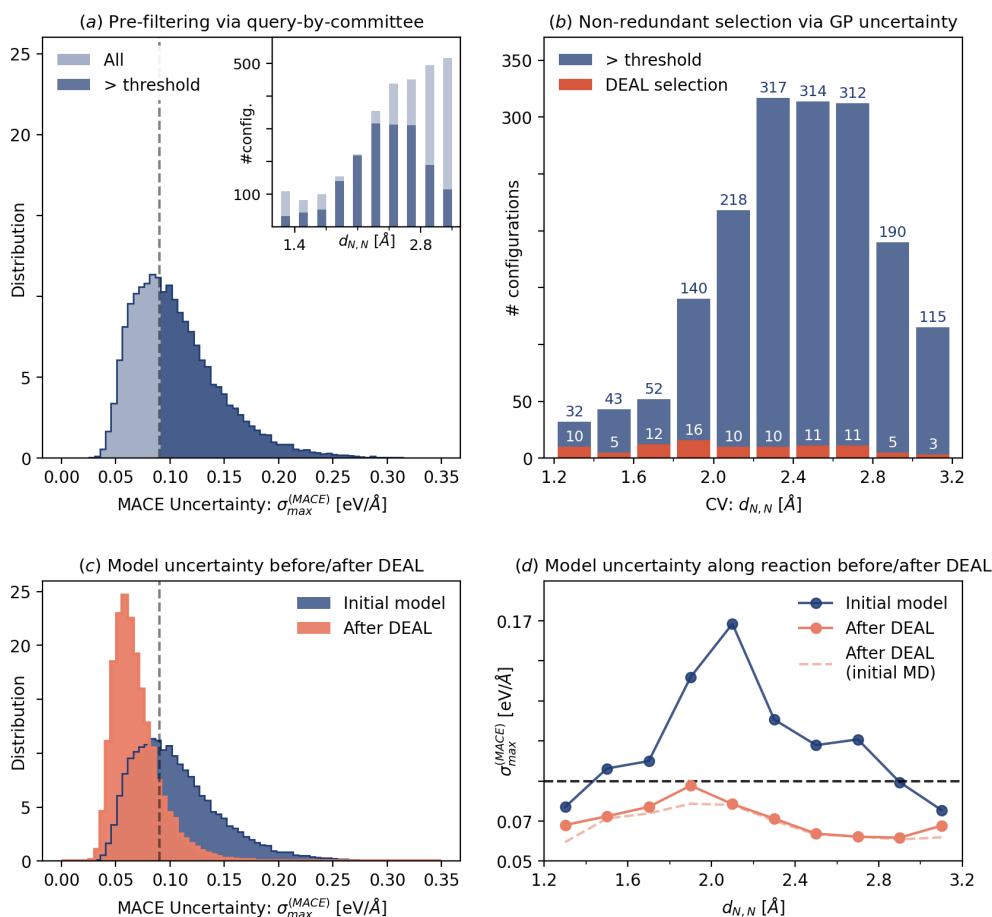 (a) Pre-filtering via query-by-committee
All
> threshold
Distribution
20
5
0
0.00 0.05 0.10 0.15 0.20 0.25 0.30 0.35
MACE Uncertainty: σ_max^(MACE) [eV/Å]
#config.
500
100
1.4 2.8
d_N,N [Å]
(b) Non-redundant selection via GP uncertainty
> threshold
DEAL selection
# configurations
350
300
50
0
32 43 52 140 218 317 314 312 190 115
10 5 12 16 10 10 11 11 5 3
1.2 1.6 2.0 2.4 2.8 3.2
CV: d_N,N [Å]
(c) Model uncertainty before/after DEAL
Initial model
After DEAL
Distribution
25
20
5
0
0.00 0.05 0.10 0.15 0.20 0.25 0.30 0.35
MACE Uncertainty: σ_max^(MACE) [eV/Å]
(d) Model uncertainty along reaction before/after DEAL
Initial model
After DEAL
After DEAL
(initial MD)
σ_max^(MACE) [eV/Å]
0.17
0.07
0.05
1.2 1.6 2.0 2.4 2.8 3.2
d_N,N [Å]